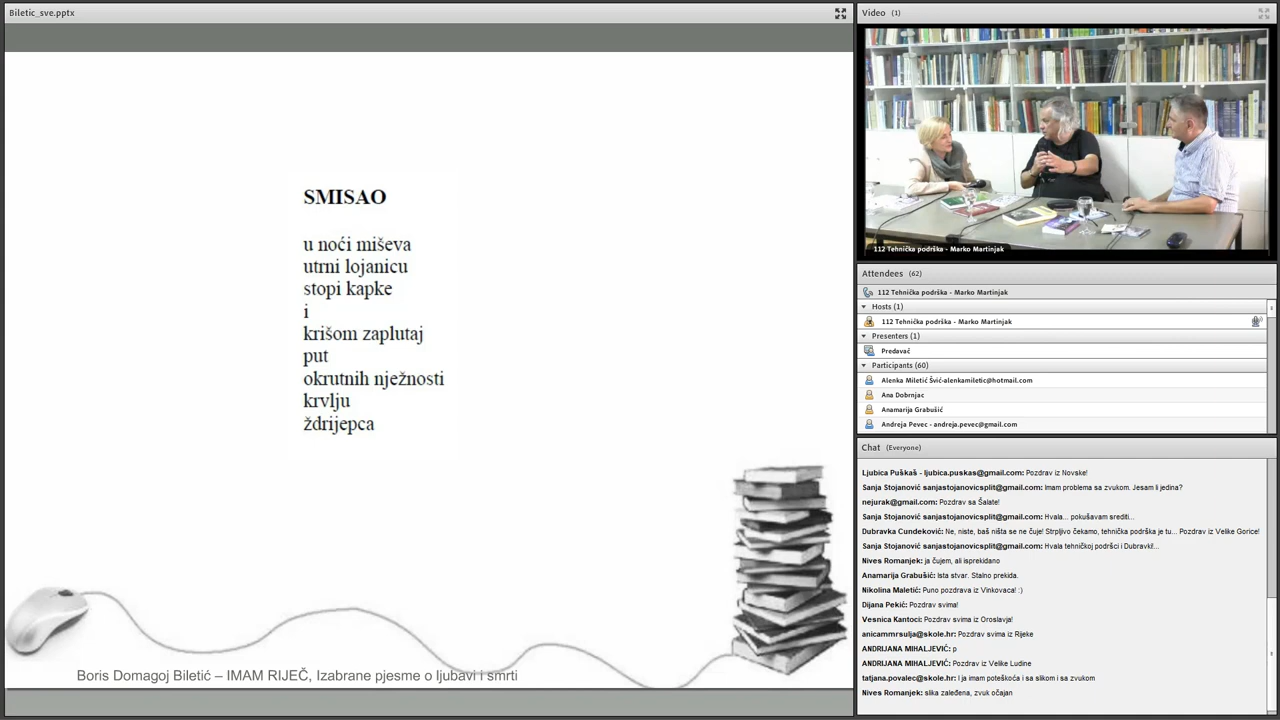 Biletic_sve.pptx
SMISAO
u noći miševa
utrni lojanicu
stopi kapke
i
krišom zaplutaj
put
okrutnih nježnosti
krvlju
ždrijepca
Boris Domagoj Biletić – IMAM RIJEČ, Izabrane pjesme o ljubavi i smrti
Video (1)
112 Tehnička podrška - Marko Martinjak
Attendees (62)
112 Tehnička podrška - Marko Martinjak
Hosts (1)
112 Tehnička podrška - Marko Martinjak
Presenters (1)
Predavač
Participants (60)
Alenka Miletić Švić-alenkamiletic@hotmail.com
Ana Dobrnjac
Anamarija Grabušić
Andreja Pevec - andreja.pevec@gmail.com
Chat (Everyone)
Ljubica Puškaš - ljubica.puskas@gmail.com: Pozdrav iz Novske!
Sanja Stojanović sanjastojanovicsplit@gmail.com: Imam problema sa zvukom. Jesam li jedina?
nejurak@gmail.com: Pozdrav sa Šalate!
Sanja Stojanović sanjastojanovicsplit@gmail.com: Hvala... pokušavam srediti...
Dubravka Cundeković: Ne, niste, baš ništa se ne čuje! Strpljivo čekamo, tehnička podrška je tu... Pozdrav iz Velike Gorice!
Sanja Stojanović sanjastojanovicsplit@gmail.com: Hvala tehničkoj podršci i Dubravki!...
Nives Romanjek: ja čujem, ali isprekidano
Anamarija Grabušić: Ista stvar. Stalno prekida.
Nikolina Maletić: Puno pozdrava iz Vinkovaca! :)
Dijana Pekić: Pozdrav svima!
Vesnica Kantoci: Pozdrav svima iz Oroslavja!
anicammrsulja@skole.hr: Pozdrav svima iz Rijeke
ANDRIJANA MIHALJEVIĆ: p
ANDRIJANA MIHALJEVIĆ: Pozdrav iz Velike Ludine
tatjana.povalec@skole.hr: I ja imam poteškoća i sa slikom i sa zvukom
Nives Romanjek: slika zaleđena, zvuk očajan